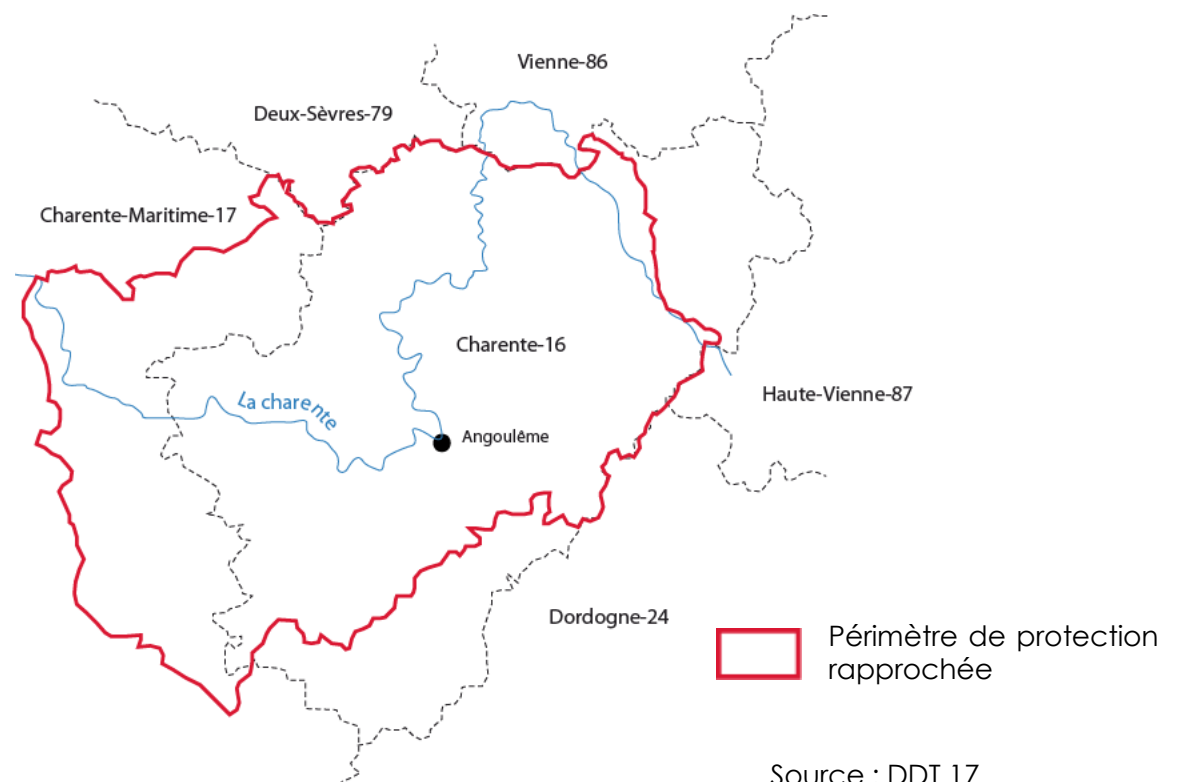 Vienne-86
Deux-Sèvres-79
Charente-Maritime-17
Charente-16
Haute-Vienne-87
La charente
Angoulême
Dordogne-24
Périmètre de protection
rapprochée
Source : DDT 17